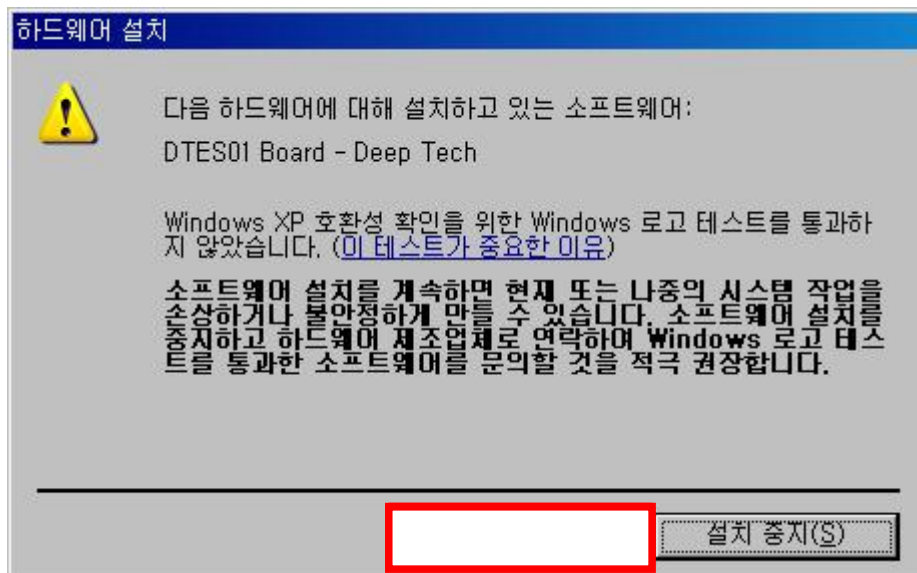 하드웨어 설치
다음 하드웨어에 대해 설치하고 있는 소프트웨어:
DTES01 Board - Deep Tech
Windows XP 호환성 확인을 위한 Windows 로고 테스트를 통과하
지 않았습니다. (이 테스트가 중요한 이유)
소프트웨어 설치를 계속하면 현재 또는 나중의 시스템 작업을
손상하거나 불안정하게 만들 수 있습니다. 소프트웨어 설치를
중지하고 하드웨어 제조업체로 연락하여 Windows 로고 테스
트를 통과한 소프트웨어를 문의할 것을 적극 권장합니다.
설치 중지(S)